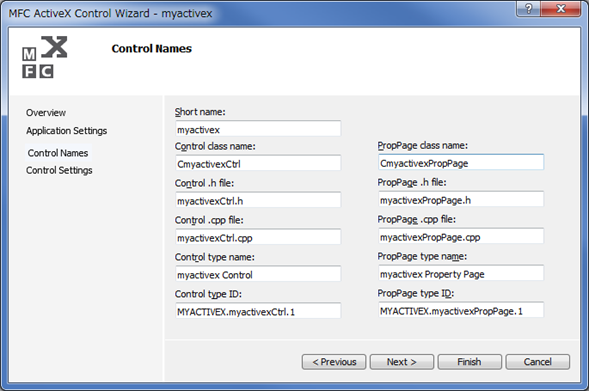 MFC ActiveX Control Wizard - myactivex
M X
F C
Control Names
Overview
Application Settings
Control Names
Control Settings
Short name:
myactivex
Control class name:
CmyactivexCtrl
PropPage class name:
CmyactivexPropPage
Control .h file:
myactivexCtrl.h
PropPage .h file:
myactivexPropPage.h
Control .cpp file:
myactivexCtrl.cpp
PropPage .cpp file:
myactivexPropPage.cpp
Control type name:
myactivex Control
PropPage type name:
myactivex Property Page
Control type ID:
MYACTIVEX.myactivexCtrl.1
PropPage type ID:
MYACTIVEX.myactivexPropPage.1
< Previous
Next >
Finish
Cancel